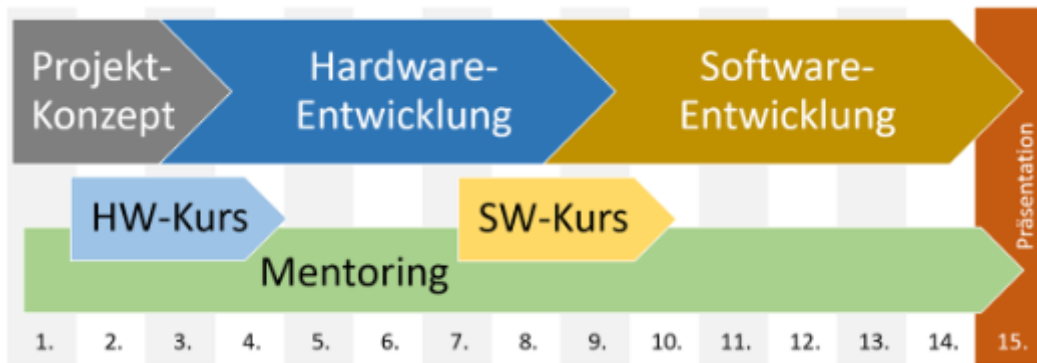 Projekt-
Konzept
Hardware-
Entwicklung
Software-
Entwicklung
HW-Kurs
SW-Kurs
Mentoring
Präsentation
1. 2. 3. 4. 5. 6. 7. 8. 9. 10. 11. 12. 13. 14. 15.